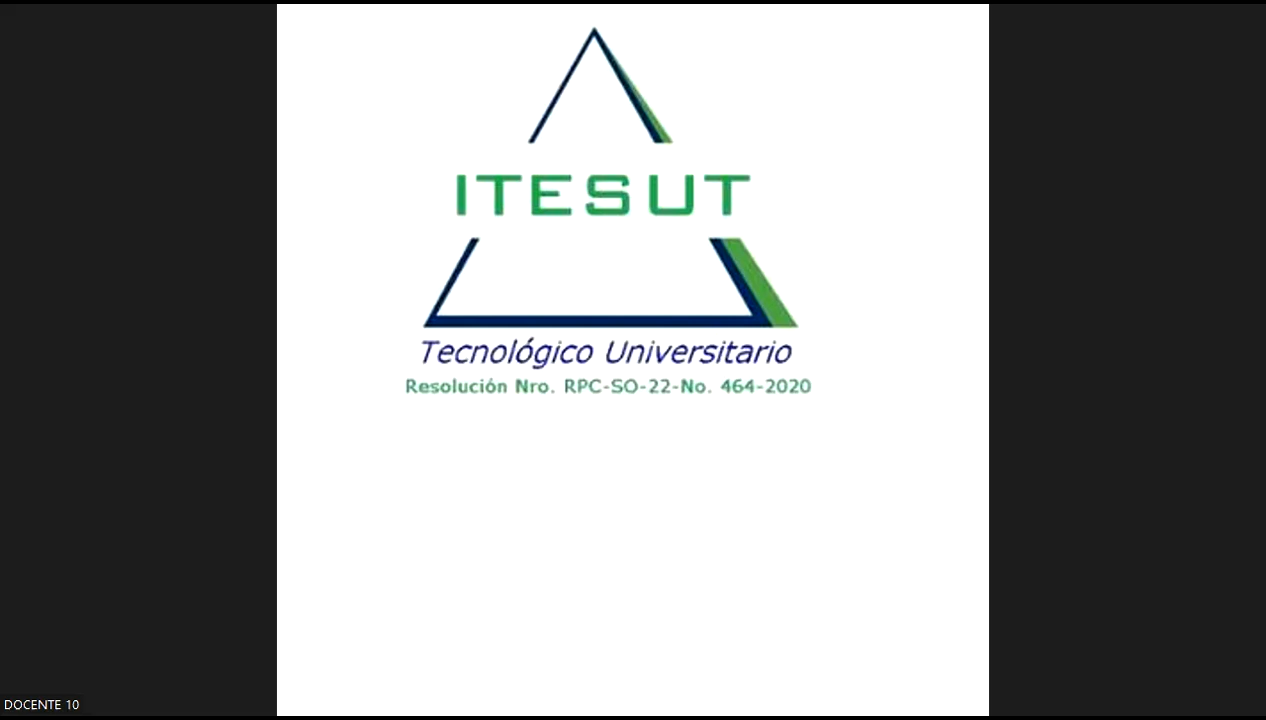 ITESUT
Tecnológico Universitario
Resolución Nro. RPC-SO-22-No. 464-2020
DOCENTE 10